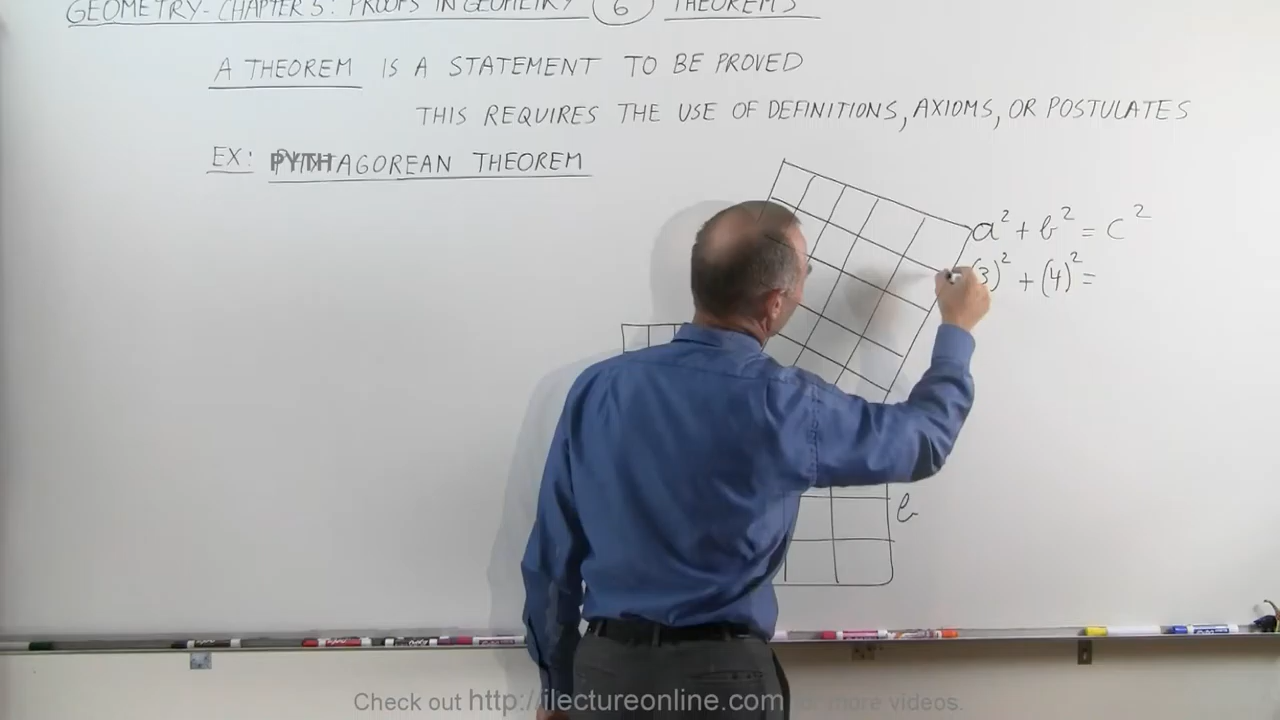 GEOMETRY - CHAPTER 5: PROOFS IN GEOMETRY 6 THEOREMS
A THEOREM IS A STATEMENT TO BE PROVED
THIS REQUIRES THE USE OF DEFINITIONS, AXIOMS, OR POSTULATES
EX: PYTHAGOREAN THEOREM
a² + b² = c²
(3)² + (4)² =
b
Check out http://ilectureonline.com for more videos.